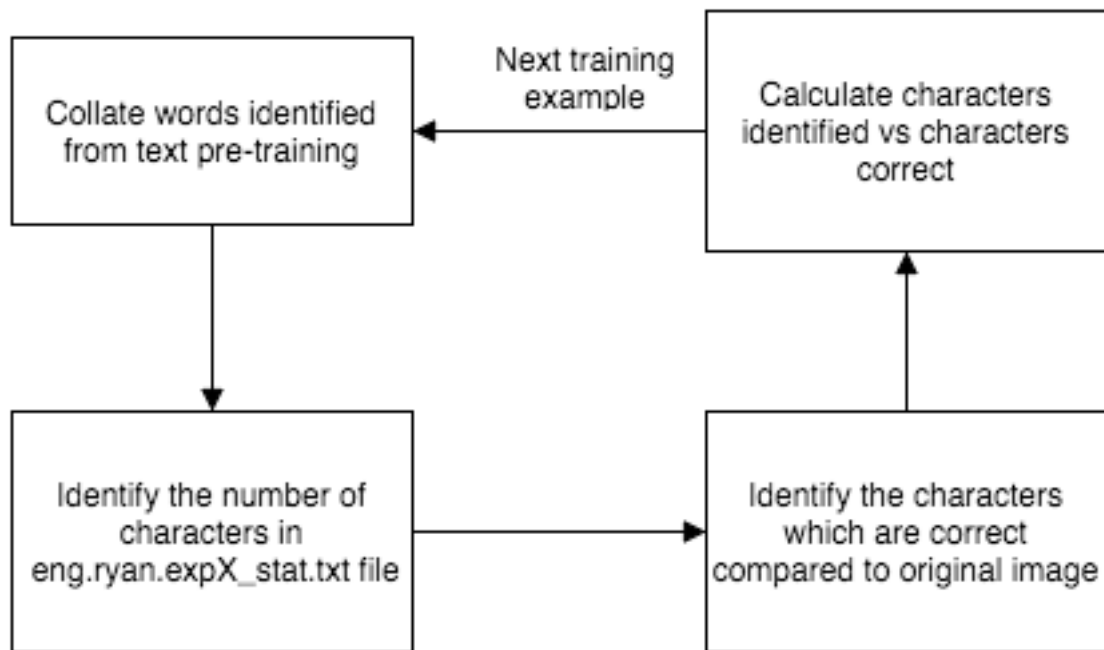 Collate words identified
from text pre-training
Next training
example
Calculate characters
identified vs characters
correct
Identify the number of
characters in
eng.ryan.expX_stat.txt file
Identify the characters
which are correct
compared to original image